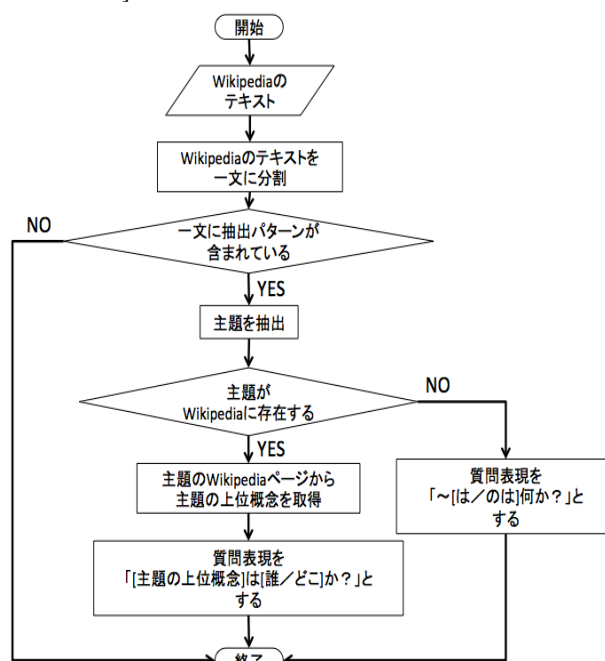 ]
開始
Wikipediaの
テキスト
Wikipediaのテキストを
一文に分割
NO
一文に抽出パターンが
含まれている
YES
主題を抽出
主題が
Wikipediaに存在する
NO
YES
主題のWikipediaページから
主題の上位概念を取得
質問表現を
「～[は／のは]何か？」と
する
質問表現を
「[主題の上位概念]は[誰／どこ]か？」と
する
終了